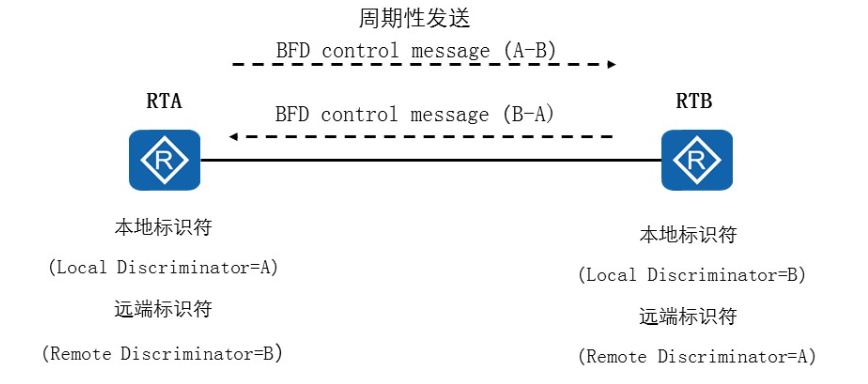 周期性发送
BFD control message (A-B)
RTA
RTB
BFD control message (B-A)
R
R
本地标识符
(Local Discriminator=A)
远端标识符
(Remote Discriminator=B)
本地标识符
(Local Discriminator=B)
远端标识符
(Remote Discriminator=A)